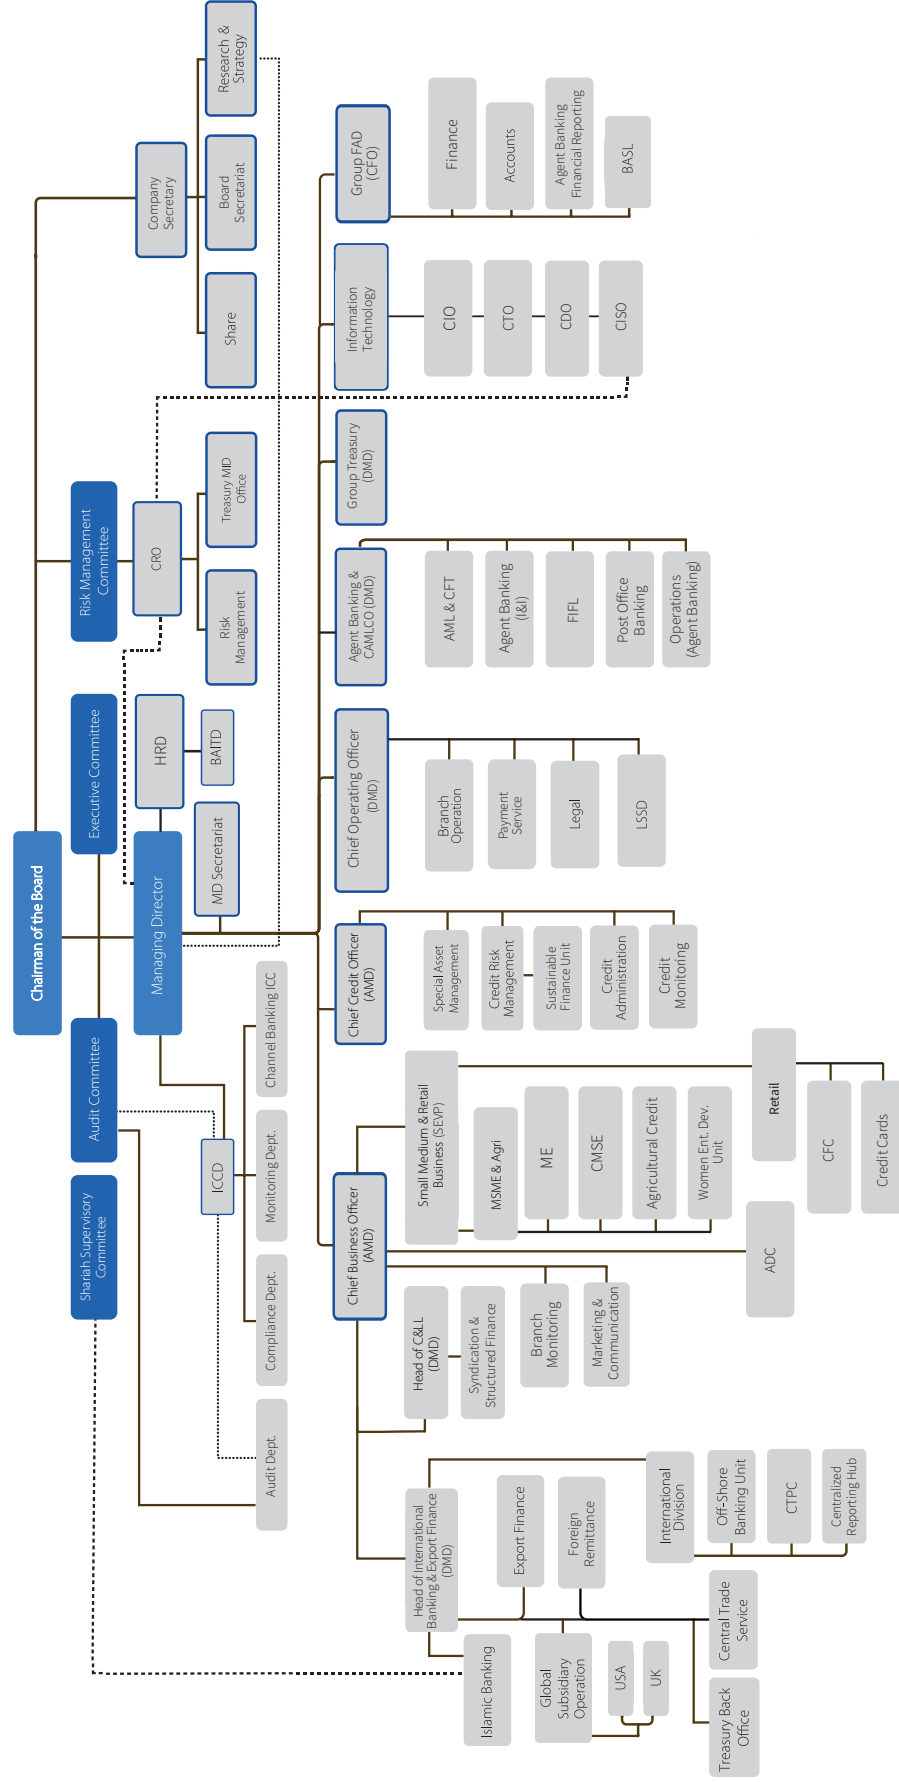 Chairman of the Board
Shariah Supervisory
Committee
Audit Committee
Executive Committee
Risk Management
Committee
Managing Director
HRD
CRO
Company
Secretary
ICCD
MD Secretariat
BAITD
Risk
Management
Treasury MID
Office
Share
Board
Secretariat
Research &
Strategy
Audit Dept.
Compliance Dept.
Monitoring Dept.
Channel Banking ICC
Chief Business Officer
(AMD)
Chief Credit Officer
(AMD)
Chief Operating Officer
(DMD)
Agent Banking &
CAMLCO (DMD)
Group Treasury
(DMD)
Information
Technology
Group FAD
(CFO)
Head of International
Banking & Export Finance
(DMD)
Islamic Banking
Export Finance
Foreign
Remittance
Global
Subsidiary
Operation
USA
UK
Central Trade
Service
Treasury Back
Office
International
Division
Off-Shore
Banking Unit
CTPC
Centralized
Reporting Hub
Head of C&LL
(DMD)
Syndication &
Structured Finance
Branch
Monitoring
Marketing &
Communication
ADC
Small Medium & Retail
Business (SEVP)
MSME & Agri
ME
CMSE
Agricultural Credit
Women Ent. Dev.
Unit
Retail
CFC
Credit Cards
Special Asset
Management
Credit Risk
Management
Sustainable
Finance Unit
Credit
Administration
Credit
Monitoring
Branch
Operation
Payment
Service
Legal
LSSD
AML & CFT
Agent Banking
(I&I)
FIFL
Post Office
Banking
Operations
(Agent Banking)
CIO
CTO
CDO
CISO
Finance
Accounts
Agent Banking
Financial Reporting
BASL